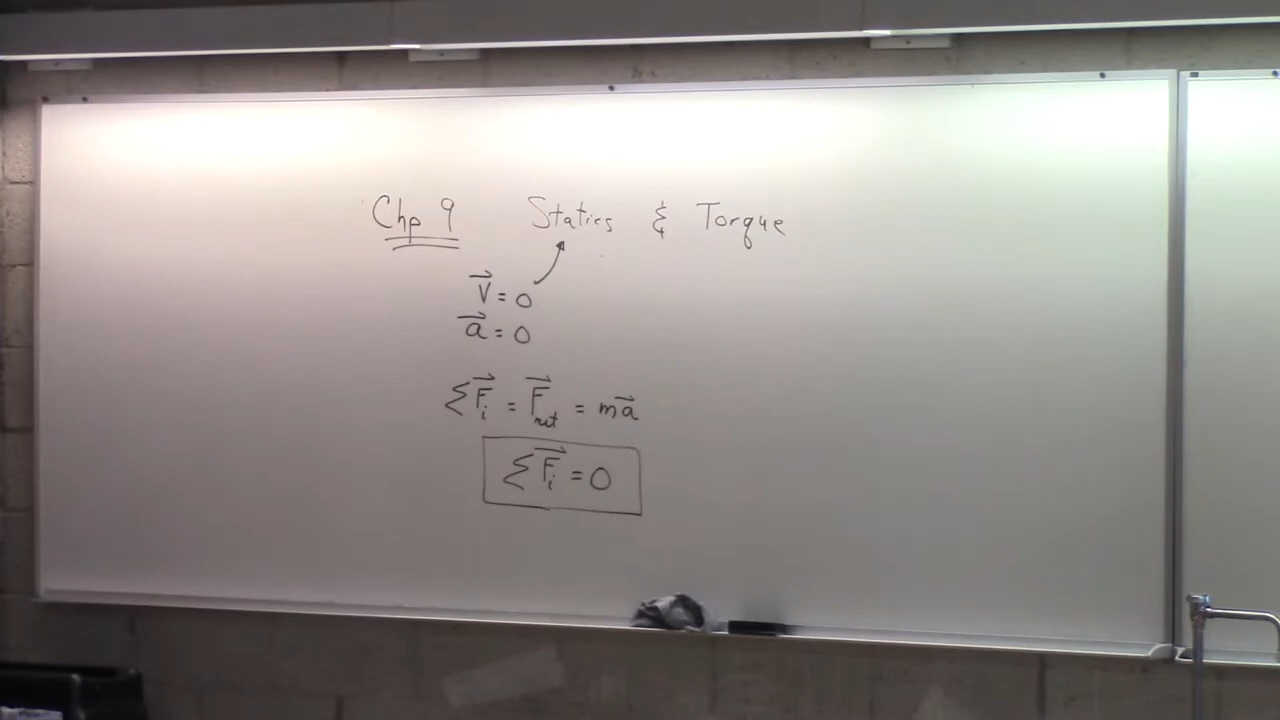 Chp 9 Statics & Torque
V⃗ = 0
a⃗ = 0
ΣF⃗ᵢ = F⃗net = ma⃗
ΣF⃗ᵢ = 0